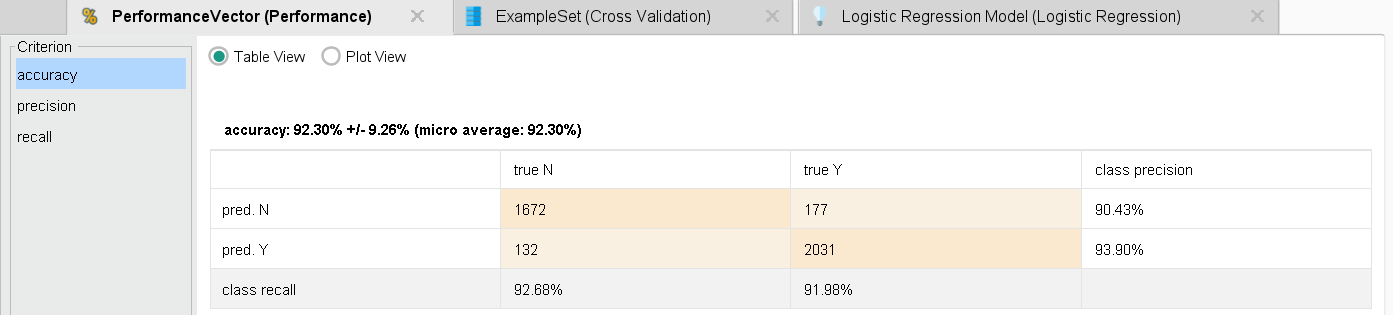 PerformanceVector (Performance) ExampleSet (Cross Validation) Logistic Regression Model (Logistic Regression)
Criterion
accuracy
precision
recall
Table View Plot View
accuracy: 92.30% +/- 9.26% (micro average: 92.30%)
true N true Y class precision
pred. N 1672 177 90.43%
pred. Y 132 2031 93.90%
class recall 92.68% 91.98%